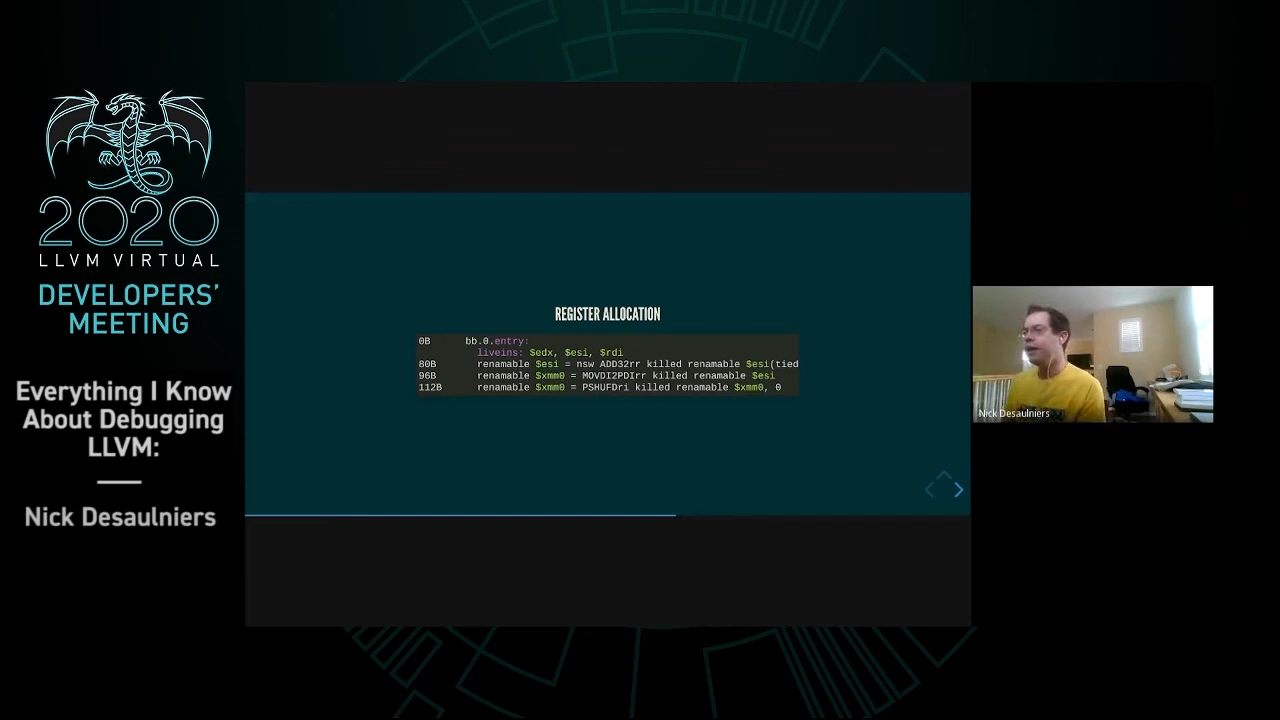 2020
LLVM VIRTUAL
DEVELOPERS'
MEETING
Everything I Know
About Debugging
LLVM:
Nick Desaulniers
REGISTER ALLOCATION
0B bb.0.entry:
liveins: $edx, $esi, $rdi
80B renamable $esi = nsw ADD32rr killed renamable $esi(tied
96B renamable $xmm0 = MOVDI2PDIrr killed renamable $esi
112B renamable $xmm0 = PSHUFDri killed renamable $xmm0, 0
Nick Desaulniers